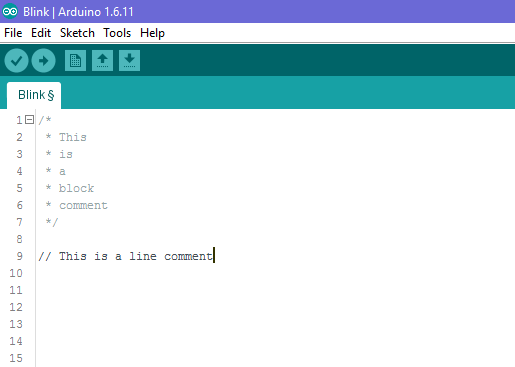 Blink | Arduino 1.6.11
File Edit Sketch Tools Help
Blink §
1 /*
2  * This
3  * is
4  * a
5  * block
6  * comment
7  */
8
9 // This is a line comment
10
11
12
13
14
15